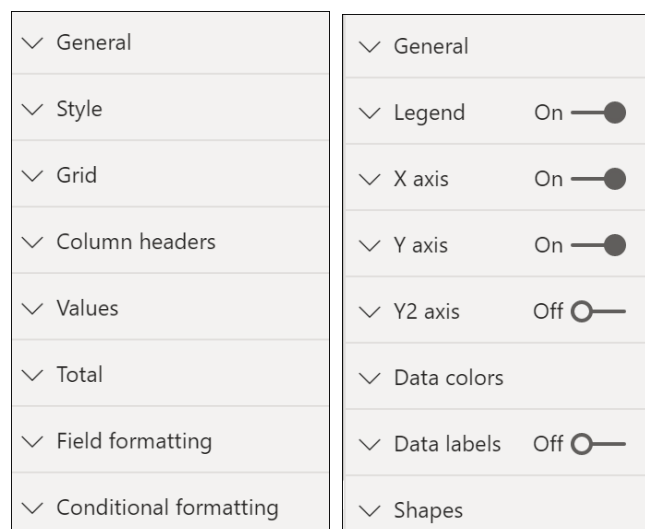 General
Style
Grid
Column headers
Values
Total
Field formatting
Conditional formatting
General
Legend On
X axis On
Y axis On
Y2 axis Off
Data colors
Data labels Off
Shapes